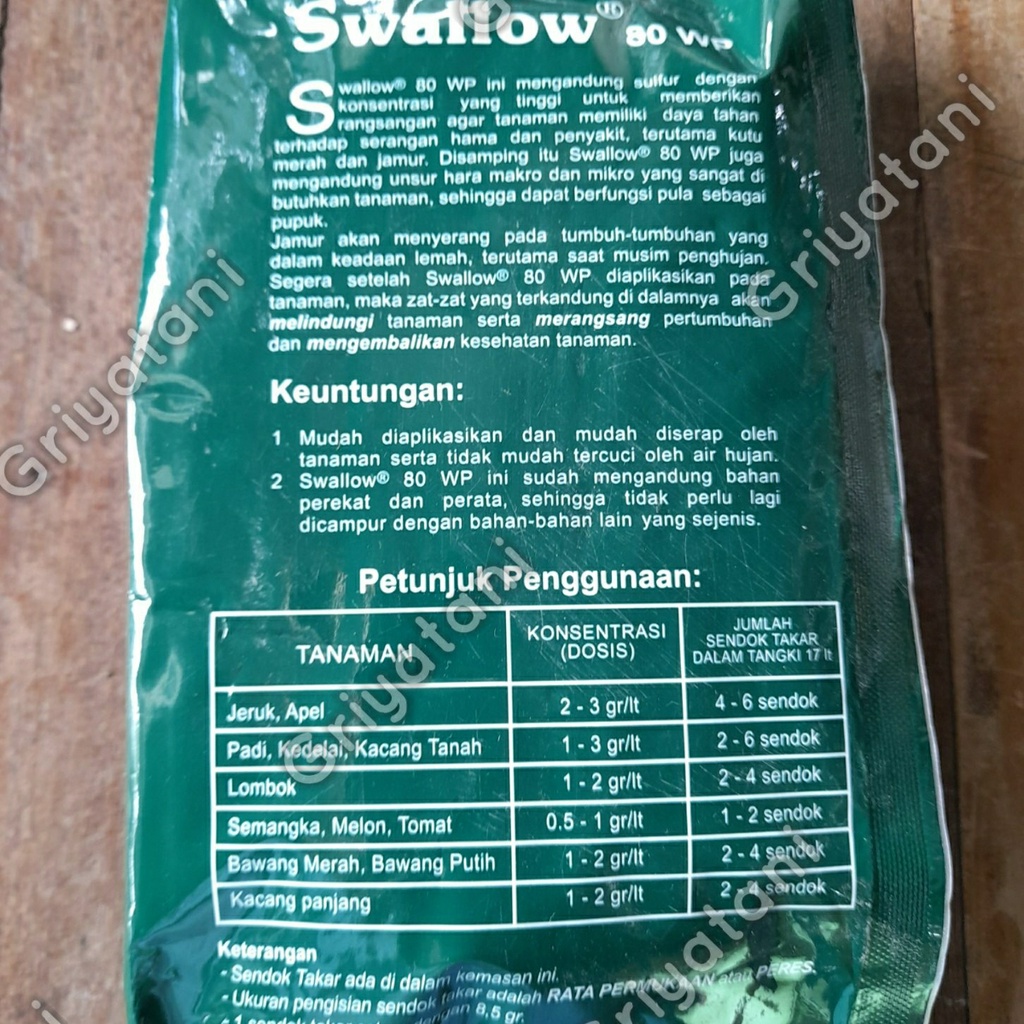 Swallow® 80 WP
Swallow® 80 WP ini mengandung sulfur dengan
konsentrasi yang tinggi untuk memberikan
rangsangan agar tanaman memiliki daya tahan
terhadap serangan hama dan penyakit, terutama kutu
merah dan jamur. Disamping itu Swallow® 80 WP juga
mengandung unsur hara makro dan mikro yang sangat di
butuhkan tanaman, sehingga dapat berfungsi pula sebagai
pupuk.
Jamur akan menyerang pada tumbuh-tumbuhan yang
dalam keadaan lemah, terutama saat musim penghujan.
Segera setelah Swallow® 80 WP diaplikasikan pada
tanaman, maka zat-zat yang terkandung di dalamnya akan
melindungi tanaman serta merangsang pertumbuhan
dan mengembalikan kesehatan tanaman.
Keuntungan:
1 Mudah diaplikasikan dan mudah diserap oleh
tanaman serta tidak mudah tercuci oleh air hujan.
2 Swallow® 80 WP ini sudah mengandung bahan
perekat dan perata, sehingga tidak perlu lagi
dicampur dengan bahan-bahan lain yang sejenis.
Petunjuk Penggunaan:
TANAMAN KONSENTRASI (DOSIS) JUMLAH SENDOK TAKAR DALAM TANGKI 17 lt
Jeruk, Apel 2 - 3 gr/lt 4 - 6 sendok
Padi, Kedelai, Kacang Tanah 1 - 3 gr/lt 2 - 6 sendok
Lombok 1 - 2 gr/lt 2 - 4 sendok
Semangka, Melon, Tomat 0.5 - 1 gr/lt 1 - 2 sendok
Bawang Merah, Bawang Putih 1 - 2 gr/lt 2 - 4 sendok
Kacang panjang 1 - 2 gr/lt 2 - 4 sendok
Keterangan
- Sendok Takar ada di dalam kemasan ini.
- Ukuran pengisian sendok takar adalah RATA PERMUKAAN atau PERES.
- 1 sendok takar dengan 8,5 gr.
Griyatani
Griyatani
Griyatani
Griyatani